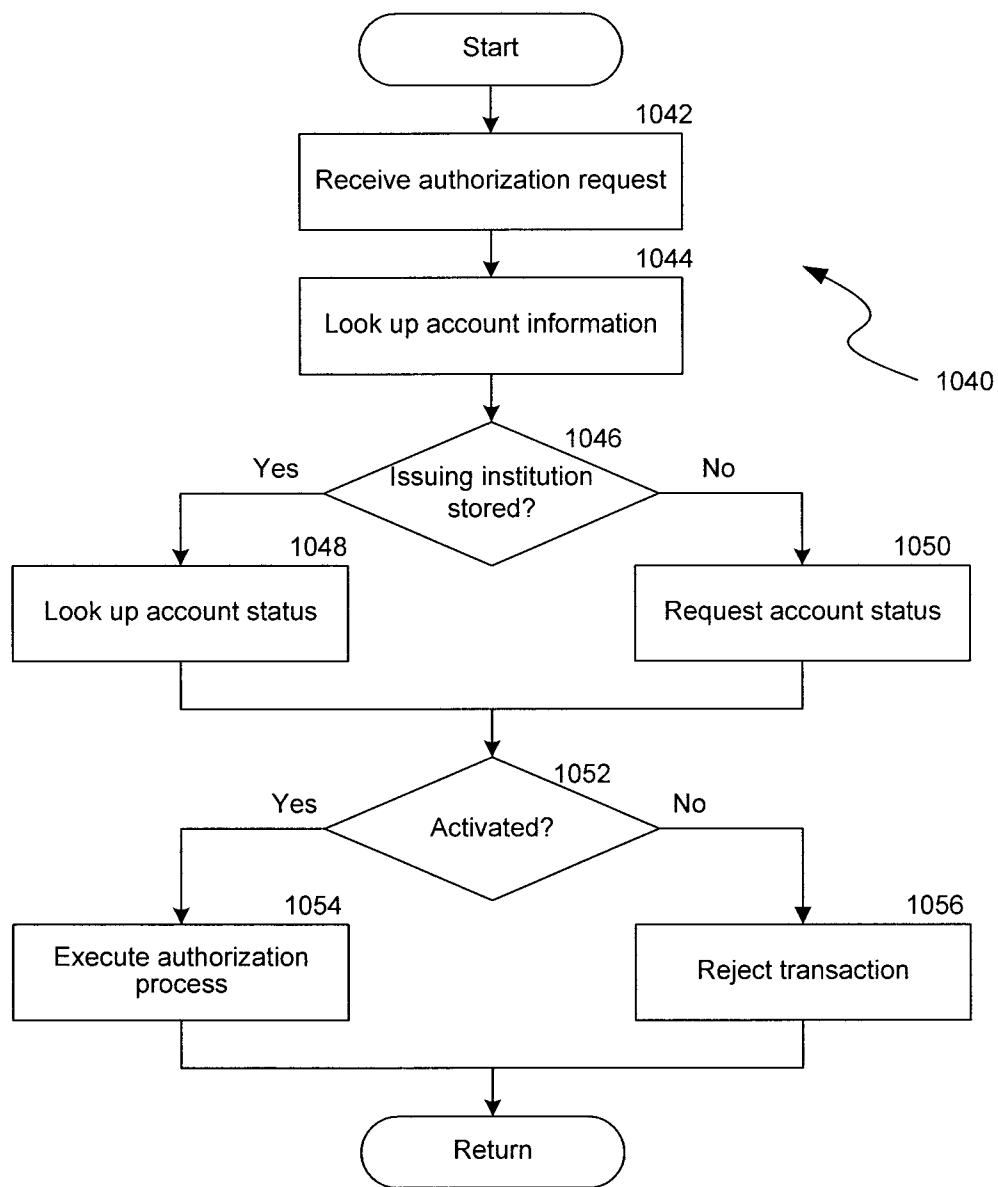 Start
1042
Receive authorization request
1044
Look up account information
1040
1046
Yes
Issuing institution
stored?
No
1048
Look up account status
1050
Request account status
1052
Yes
Activated?
No
1054
Execute authorization
process
1056
Reject transaction
Return